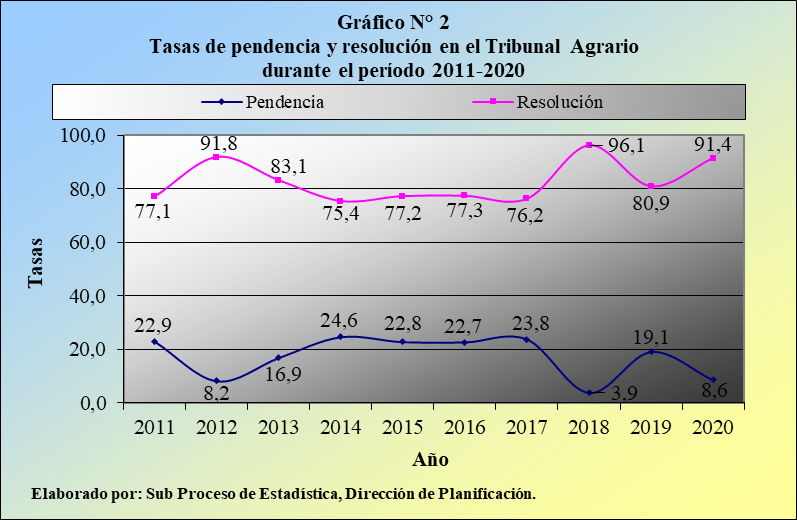 Gráfico N° 2
Tasas de pendencia y resolución en el Tribunal Agrario
durante el período 2011-2020
Pendencia Resolución
100,0
80,0
60,0
40,0
20,0
0,0
Tasas
77,1 91,8 83,1 75,4 77,2 77,3 76,2 96,1 80,9 91,4
22,9 8,2 16,9 24,6 22,8 22,7 23,8 3,9 19,1 8,6
2011 2012 2013 2014 2015 2016 2017 2018 2019 2020
Año
Elaborado por: Sub Proceso de Estadística, Dirección de Planificación.